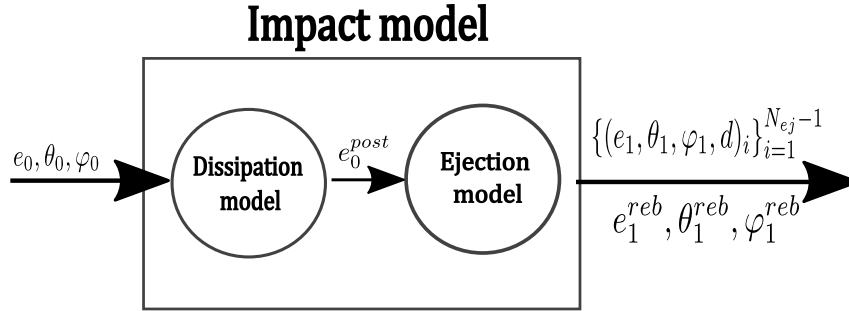 Impact model
e_0, θ_0, φ_0
Dissipation
model
e_0^{post}
Ejection
model
{(e_1, θ_1, φ_1, d)_i}_{i=1}^{N_{ej}-1}
e_1^{reb}, θ_1^{reb}, φ_1^{reb}